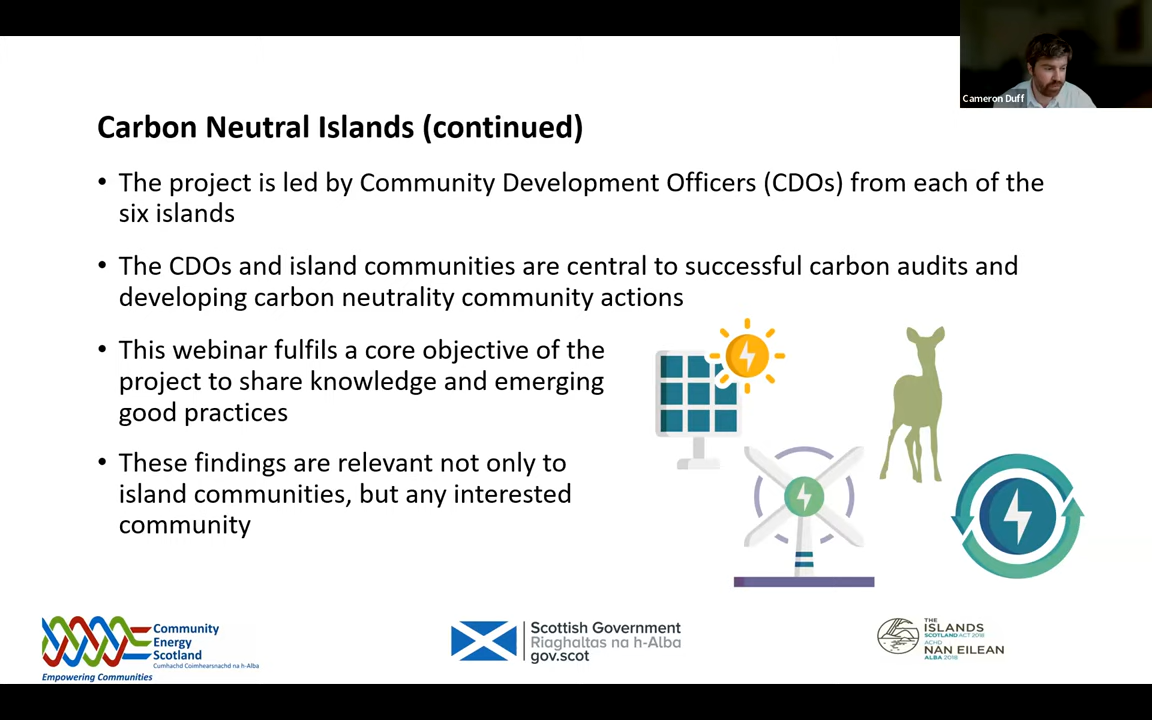 Cameron Duff
Carbon Neutral Islands (continued)
• The project is led by Community Development Officers (CDOs) from each of the
six islands
• The CDOs and island communities are central to successful carbon audits and
developing carbon neutrality community actions
• This webinar fulfils a core objective of the
project to share knowledge and emerging
good practices
• These findings are relevant not only to
island communities, but any interested
community
Community
Energy
Scotland
Cumhachd Coimhearsnachd na h-Alba
Empowering Communities
Scottish Government
Riaghaltas na h-Alba
gov.scot
THE
ISLANDS
SCOTLAND ACT 2018
ACHD
NAN EILEAN
ALBA 2018